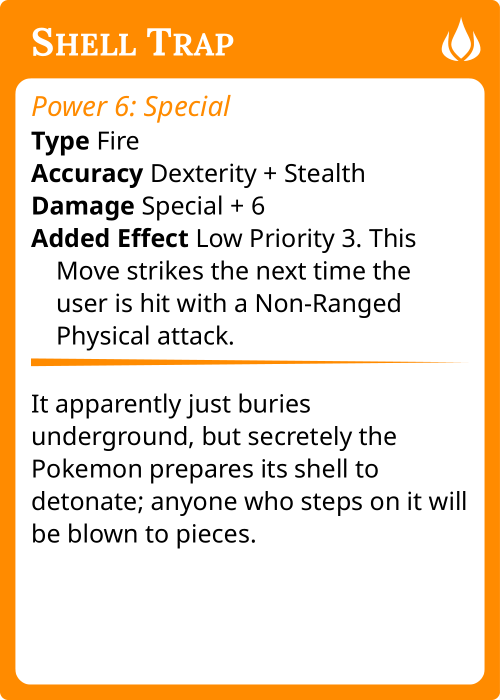 SHELL TRAP
Power 6: Special
Type Fire
Accuracy Dexterity + Stealth
Damage Special + 6
Added Effect Low Priority 3. This
Move strikes the next time the
user is hit with a Non-Ranged
Physical attack.
It apparently just buries
underground, but secretely the
Pokemon prepares its shell to
detonate; anyone who steps on it will
be blown to pieces.